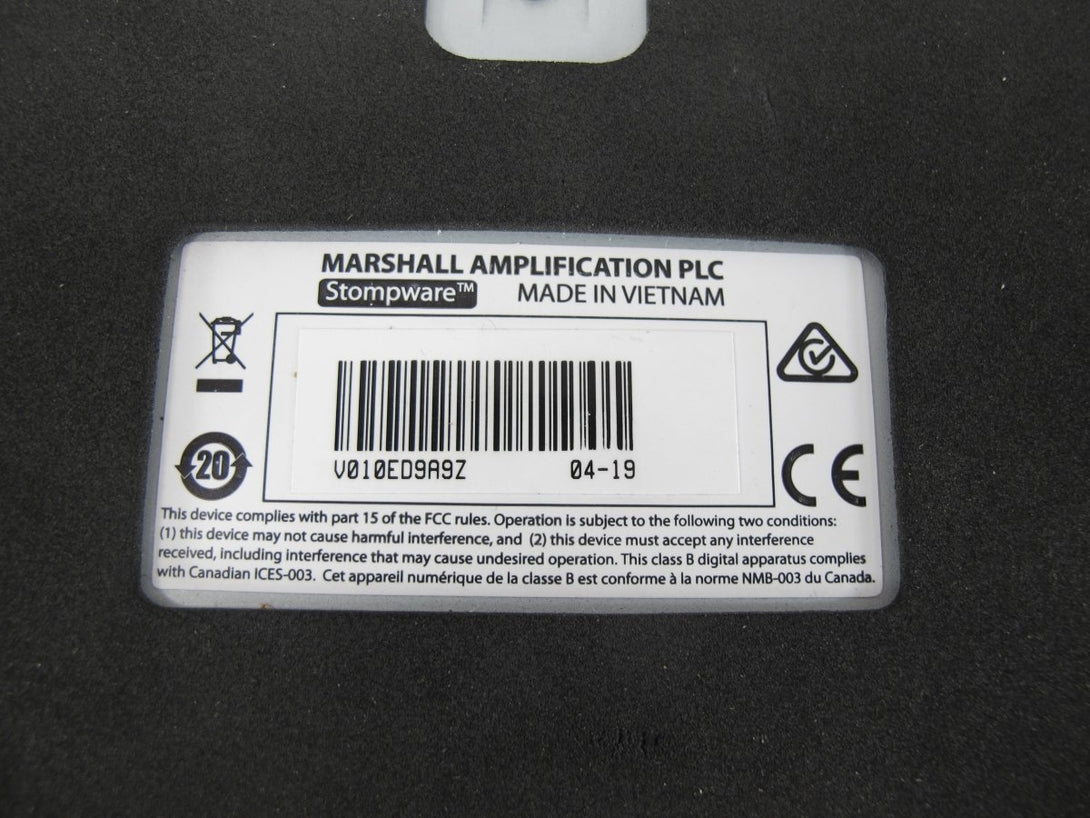 MARSHALL AMPLIFICATION PLC
Stompware™ MADE IN VIETNAM
V010ED9A9Z 04-19
20
CE
This device complies with part 15 of the FCC rules. Operation is subject to the following two conditions:
(1) this device may not cause harmful interference, and (2) this device must accept any interference
received, including interference that may cause undesired operation. This class B digital apparatus complies
with Canadian ICES-003. Cet appareil numérique de la classe B est conforme à la norme NMB-003 du Canada.